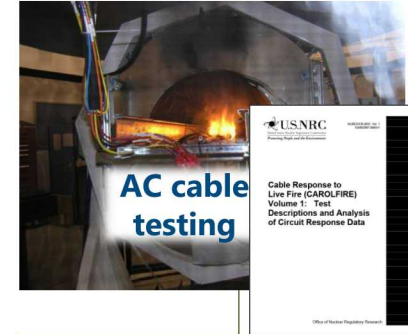 AC cable
testing
U.S.NRC
Cable Response to
Live Fire (CAROLFIRE)
Volume 1: Test
Descriptions and Analysis
of Circuit Response Data
Office of Nuclear Regulatory Research